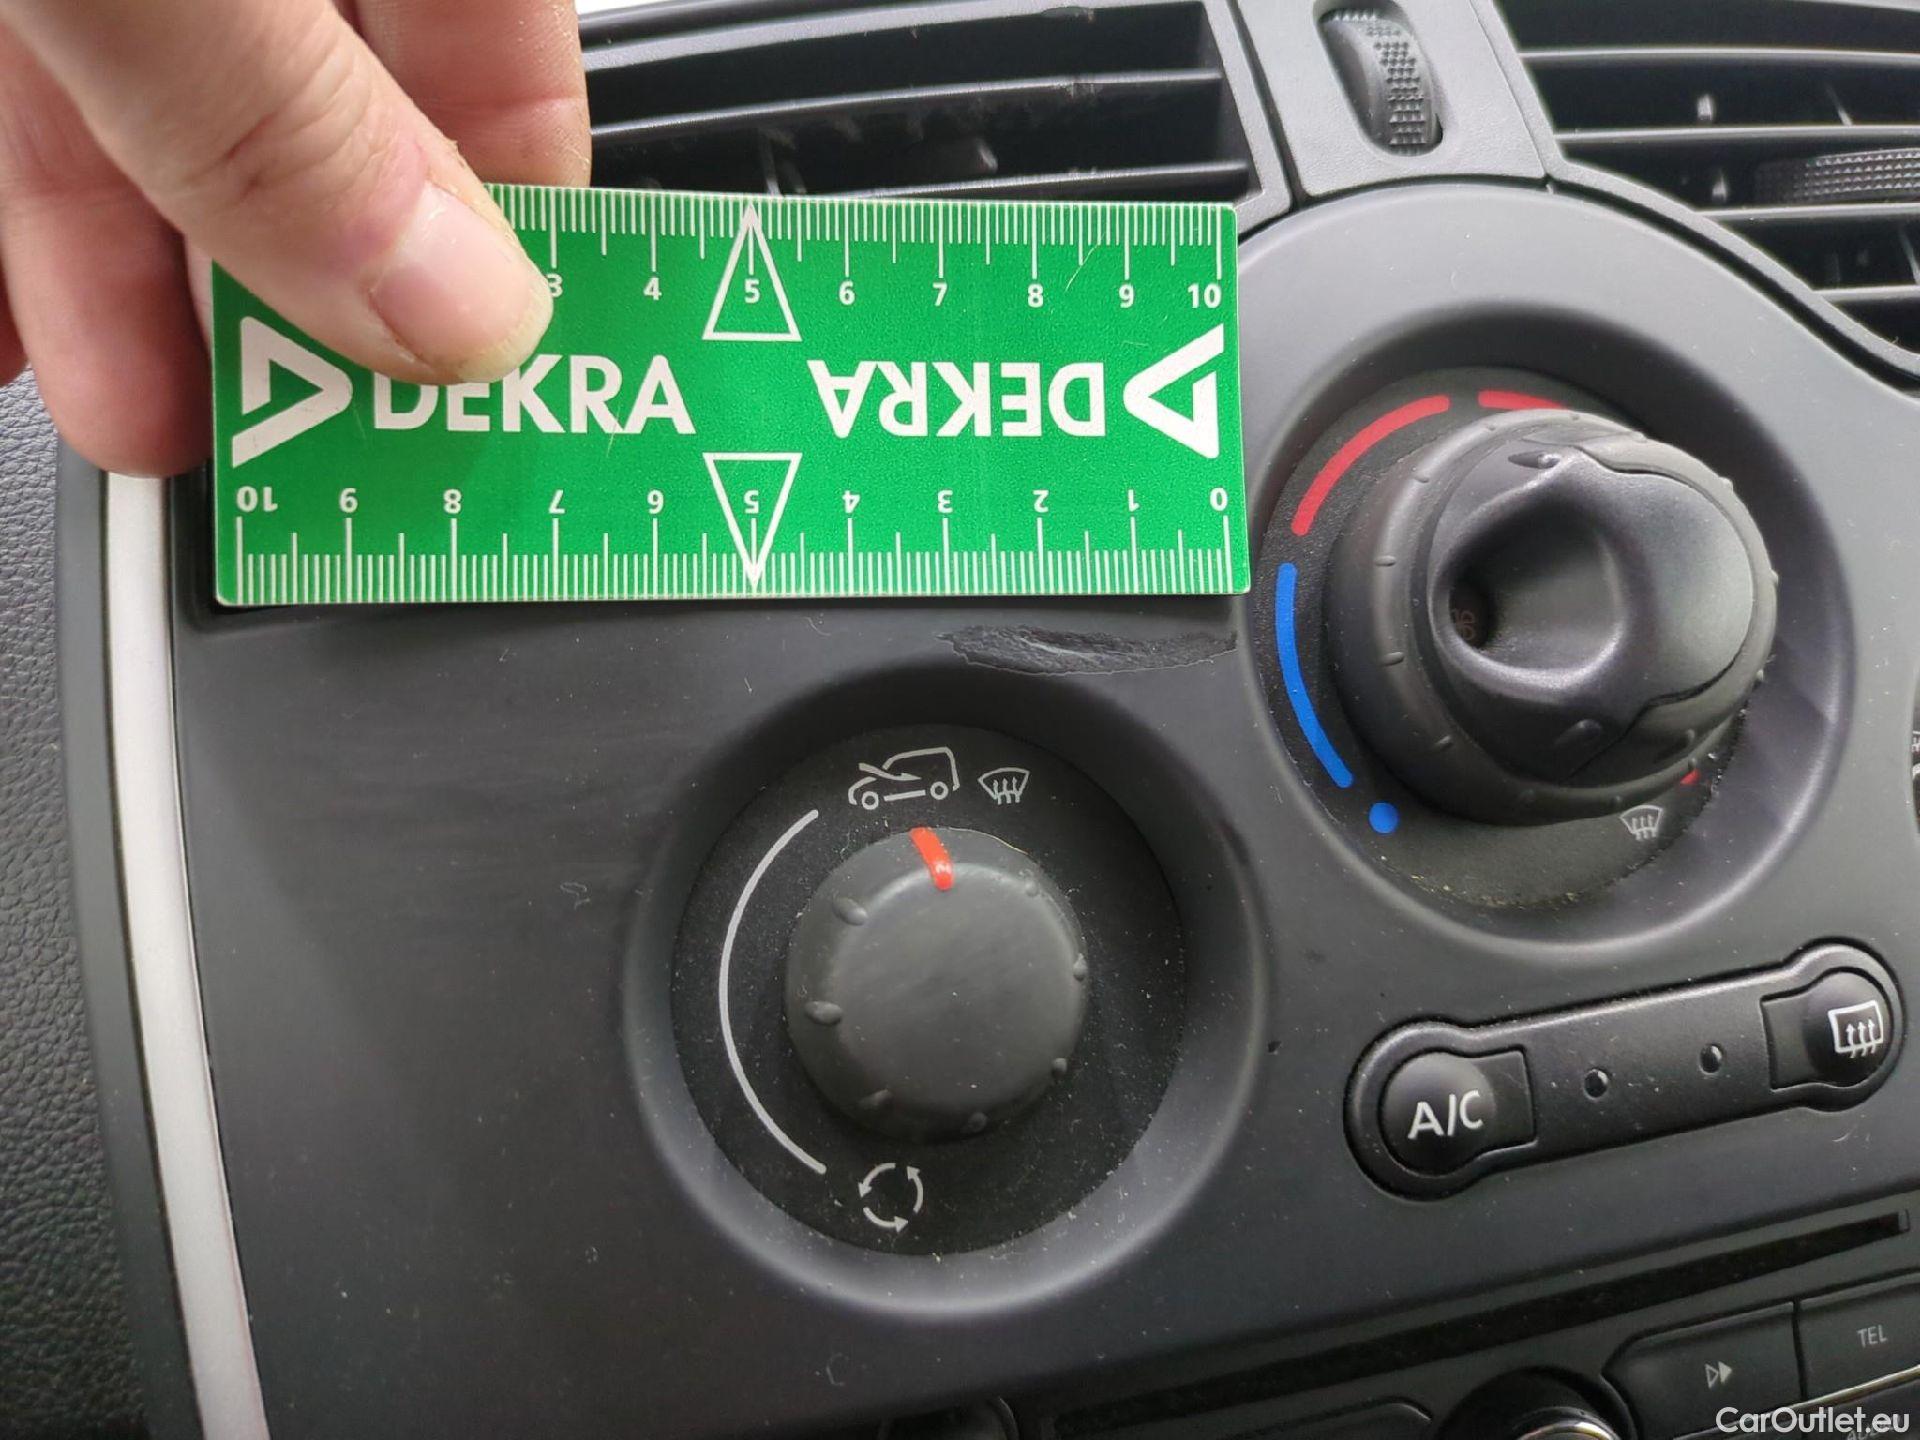 3 4 5 6 7 8 9 10
DEKRA DEKRA
10 9 8 7 6 5 4 3 2 1 0
A/C
TEL
CarOutlet.eu